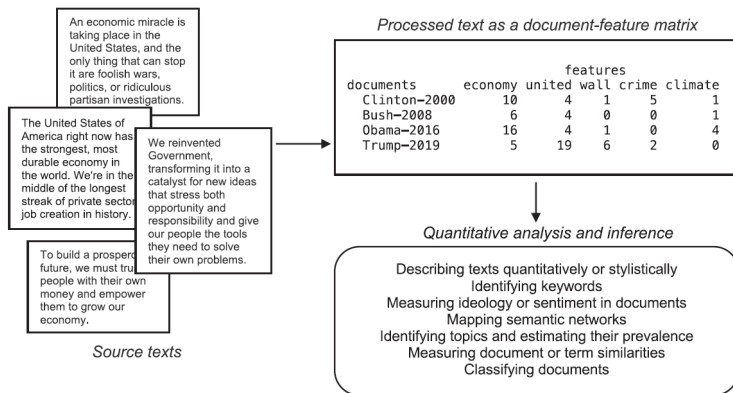 An economic miracle is
taking place in the
United States, and the
only thing that can stop
it are foolish wars,
politics, or ridiculous
partisan investigations.
The United States of
America right now has
the strongest, most
durable economy in
the world. We're in the
middle of the longest
streak of private sector
job creation in history.
We reinvented
Government,
transforming it into a
catalyst for new ideas
that stress both
opportunity and
responsibility and give
our people the tools
they need to solve
their own problems.
To build a prospero
future, we must tru
people with their own
money and empower
them to grow our
economy.
Source texts
Processed text as a document-feature matrix
features
documents economy united wall crime climate
Clinton-2000 10 4 1 5 1
Bush-2008 6 4 0 0 1
Obama-2016 16 4 1 0 4
Trump-2019 5 19 6 2 0
Quantitative analysis and inference
Describing texts quantitatively or stylistically
Identifying keywords
Measuring ideology or sentiment in documents
Mapping semantic networks
Identifying topics and estimating their prevalence
Measuring document or term similarities
Classifying documents